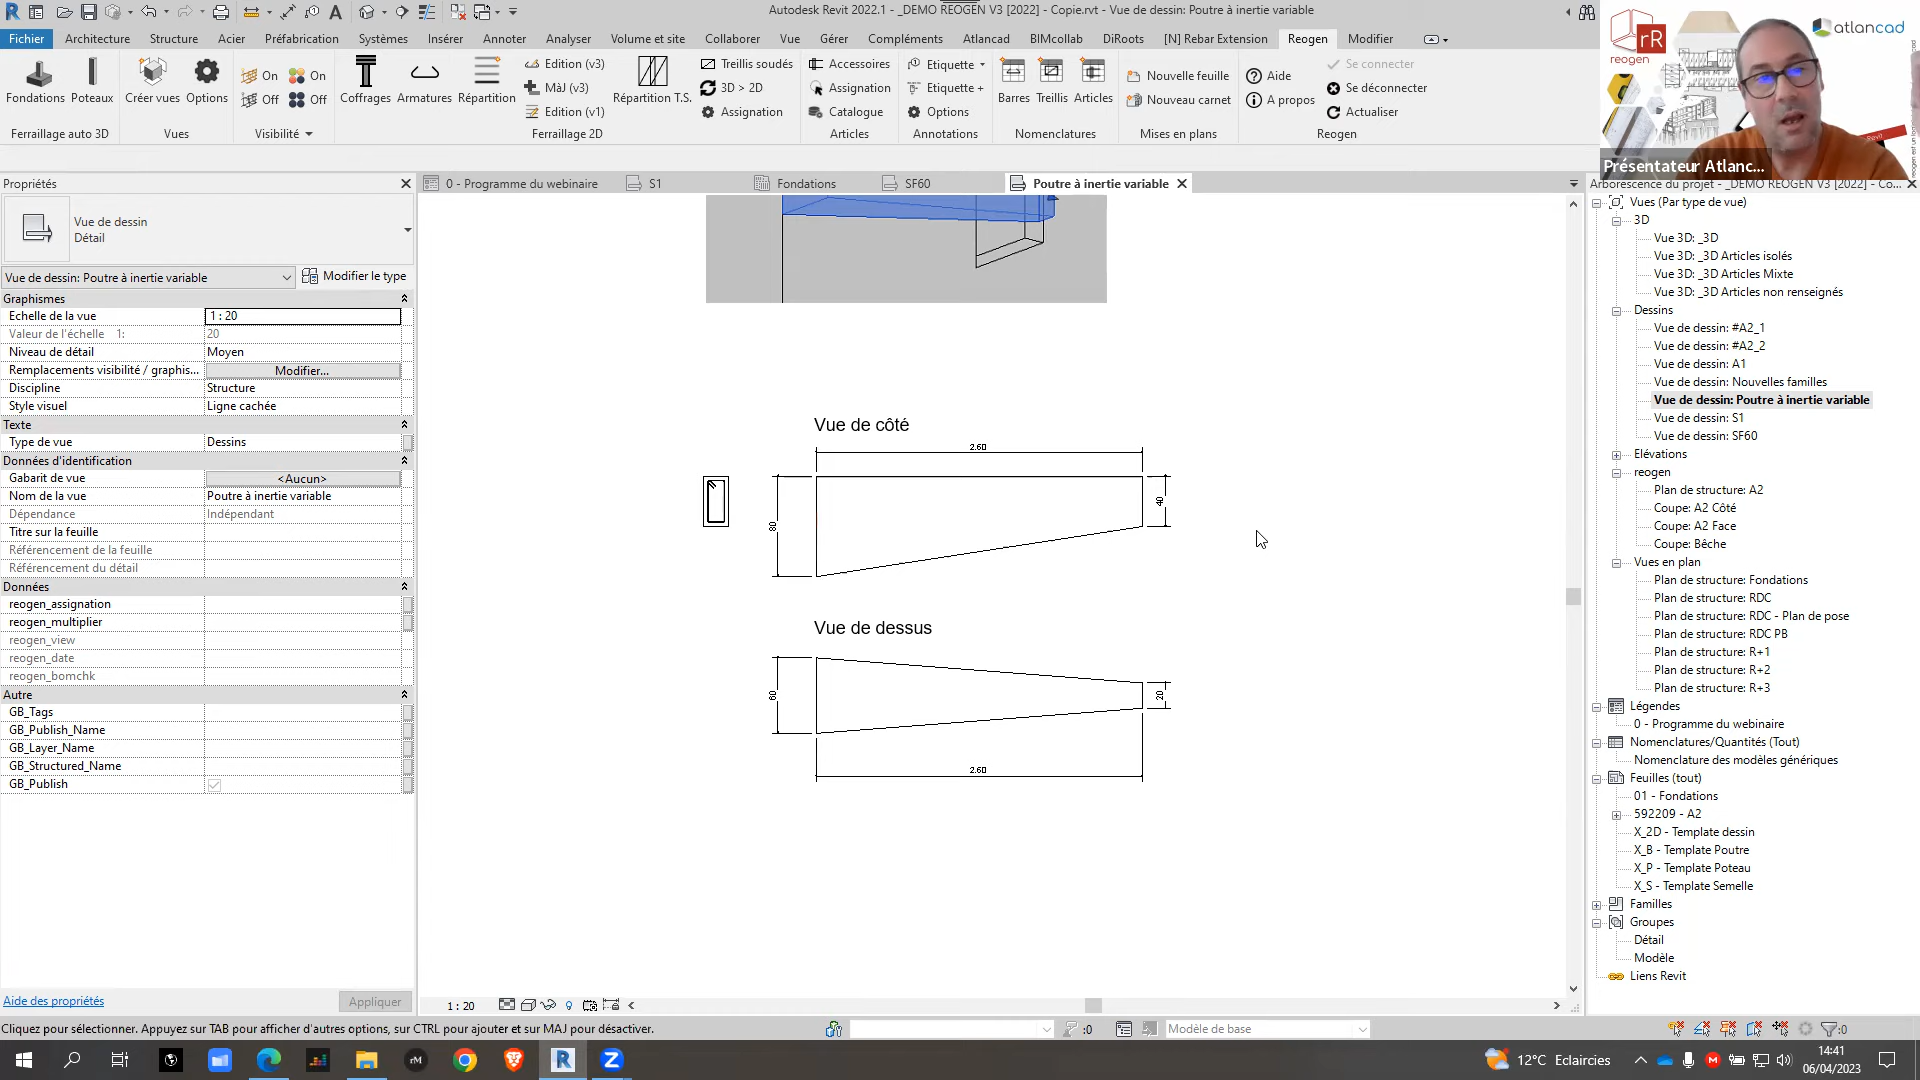 Autodesk Revit 2022.1 - _DEMO REOGEN V3 [2022] - Copie.rvt - Vue de dessin: Poutre à inertie variable
Fichier Architecture Structure Acier Préfabrication Systèmes Insérer Annoter Analyser Volume et site Collaborer Vue Gérer Compléments Atlancad BIMcollab DiRoots [N] Rebar Extension Reogen Modifier
Fondations Poteaux
Ferraillage auto 3D
Créer vues Options
Vues
On On
Off Off
Visibilité
Coffrages Armatures Répartition
Edition (v3)
MàJ (v3)
Edition (v1)
Répartition T.S.
Treillis soudés
3D > 2D
Assignation
Ferraillage 2D
Accessoires
Assignation
Catalogue
Articles
Etiquette
Etiquette +
Options
Annotations
Barres Treillis Articles
Nomenclatures
Nouvelle feuille
Nouveau carnet
Mises en plans
Aide
A propos
Se connecter
Se déconnecter
Actualiser
Reogen
reogen
atlancad
Présentateur Atlanc...
Propriétés
Vue de dessin
Détail
Vue de dessin: Poutre à inertie variable
Modifier le type
Graphismes
Echelle de la vue 1 : 20
Valeur de l'échelle 1: 20
Niveau de détail Moyen
Remplacements visibilité / graphis... Modifier...
Discipline Structure
Style visuel Ligne cachée
Texte
Type de vue Dessins
Données d'identification
Gabarit de vue <Aucun>
Nom de la vue Poutre à inertie variable
Dépendance Indépendant
Titre sur la feuille
Référencement de la feuille
Référencement du détail
Données
reogen_assignation
reogen_multiplier
reogen_view
reogen_date
reogen_bomchk
Autre
GB_Tags
GB_Publish_Name
GB_Layer_Name
GB_Structured_Name
GB_Publish
Aide des propriétés
Appliquer
0 - Programme du webinaire S1 Fondations SF60 Poutre à inertie variable
Vue de côté
2.60
80
40
Vue de dessus
60
20
2.60
1 : 20
Arborescence du projet - _DEMO REOGEN V3 [2022] - Co...
Vues (Par type de vue)
3D
Vue 3D: _3D
Vue 3D: _3D Articles isolés
Vue 3D: _3D Articles Mixte
Vue 3D: _3D Articles non renseignés
Dessins
Vue de dessin: #A2_1
Vue de dessin: #A2_2
Vue de dessin: A1
Vue de dessin: Nouvelles familles
Vue de dessin: Poutre à inertie variable
Vue de dessin: S1
Vue de dessin: SF60
Elévations
reogen
Plan de structure: A2
Coupe: A2 Côté
Coupe: A2 Face
Coupe: Bêche
Vues en plan
Plan de structure: Fondations
Plan de structure: RDC
Plan de structure: RDC - Plan de pose
Plan de structure: RDC PB
Plan de structure: R+1
Plan de structure: R+2
Plan de structure: R+3
Légendes
0 - Programme du webinaire
Nomenclatures/Quantités (Tout)
Nomenclature des modèles génériques
Feuilles (tout)
01 - Fondations
592209 - A2
X_2D - Template dessin
X_B - Template Poutre
X_P - Template Poteau
X_S - Template Semelle
Familles
Groupes
Détail
Modèle
Liens Revit
Cliquez pour sélectionner. Appuyez sur TAB pour afficher d'autres options, sur CTRL pour ajouter et sur MAJ pour désactiver.
:0
Modèle de base
:0
12°C Eclaircies
14:41
06/04/2023